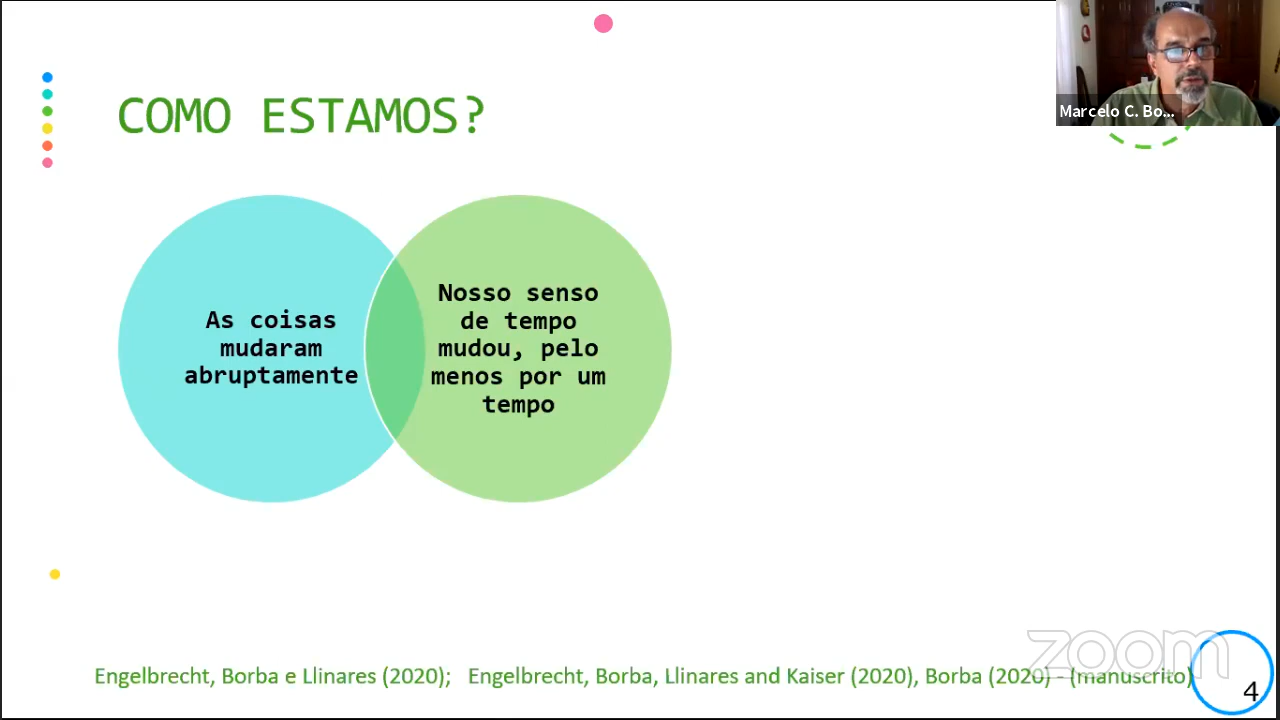 COMO ESTAMOS?
Marcelo C. Bo...
As coisas
mudaram
abruptamente
Nosso senso
de tempo
mudou, pelo
menos por um
tempo
zoom
Engelbrecht, Borba e Llinares (2020);   Engelbrecht, Borba, Llinares and Kaiser (2020), Borba (2020) - (manuscrito)
4